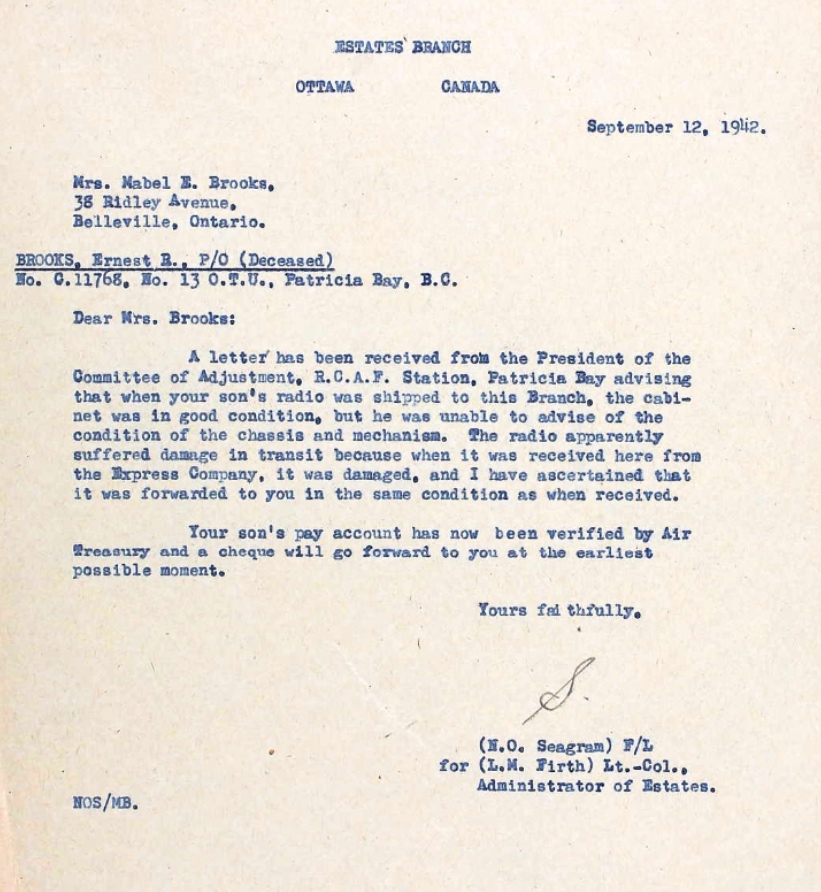 ESTATES BRANCH
OTTAWA CANADA
September 12, 1942.
Mrs. Mabel E. Brooks,
38 Ridley Avenue,
Belleville, Ontario.
BROOKS, Ernest R., P/O (Deceased)
No. C.11768, No. 13 O.T.U., Patricia Bay, B.C.
Dear Mrs. Brooks:
A letter has been received from the President of the
Committee of Adjustment, R.C.A.F. Station, Patricia Bay advising
that when your son's radio was shipped to this Branch, the cabi-
net was in good condition, but he was unable to advise of the
condition of the chassis and mechanism. The radio apparently
suffered damage in transit because when it was received here from
the Express Company, it was damaged, and I have ascertained that
it was forwarded to you in the same condition as when received.
Your son's pay account has now been verified by Air
Treasury and a cheque will go forward to you at the earliest
possible moment.
Yours faithfully,
S.
(N.O. Seagram) F/L
for (L.M. Firth) Lt.-Col.,
Administrator of Estates.
NOS/MB.